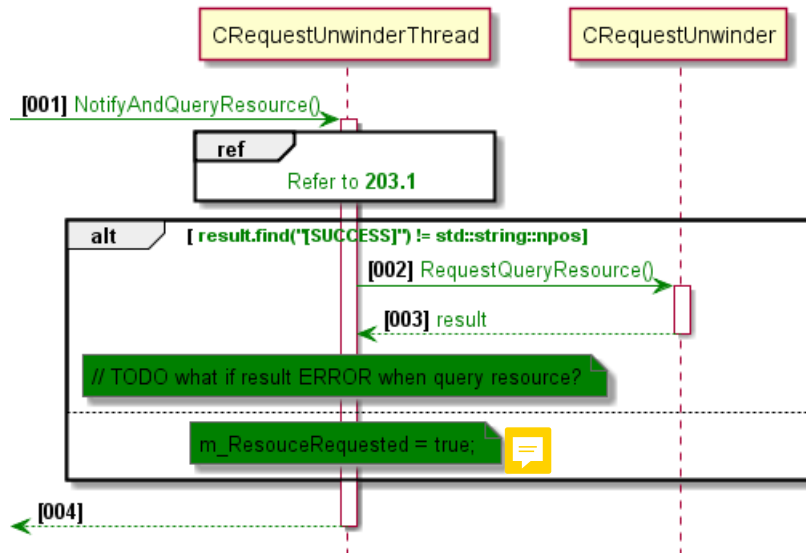 CRequestUnwinderThread
CRequestUnwinder
[001] NotifyAndQueryResource()
ref
Refer to 203.1
alt
[ result.find("[SUCCESS]") != std::string::npos]
[002] RequestQueryResource()
[003] result
// TODO what if result ERROR when query resource?
m_ResouceRequested = true;
[004]